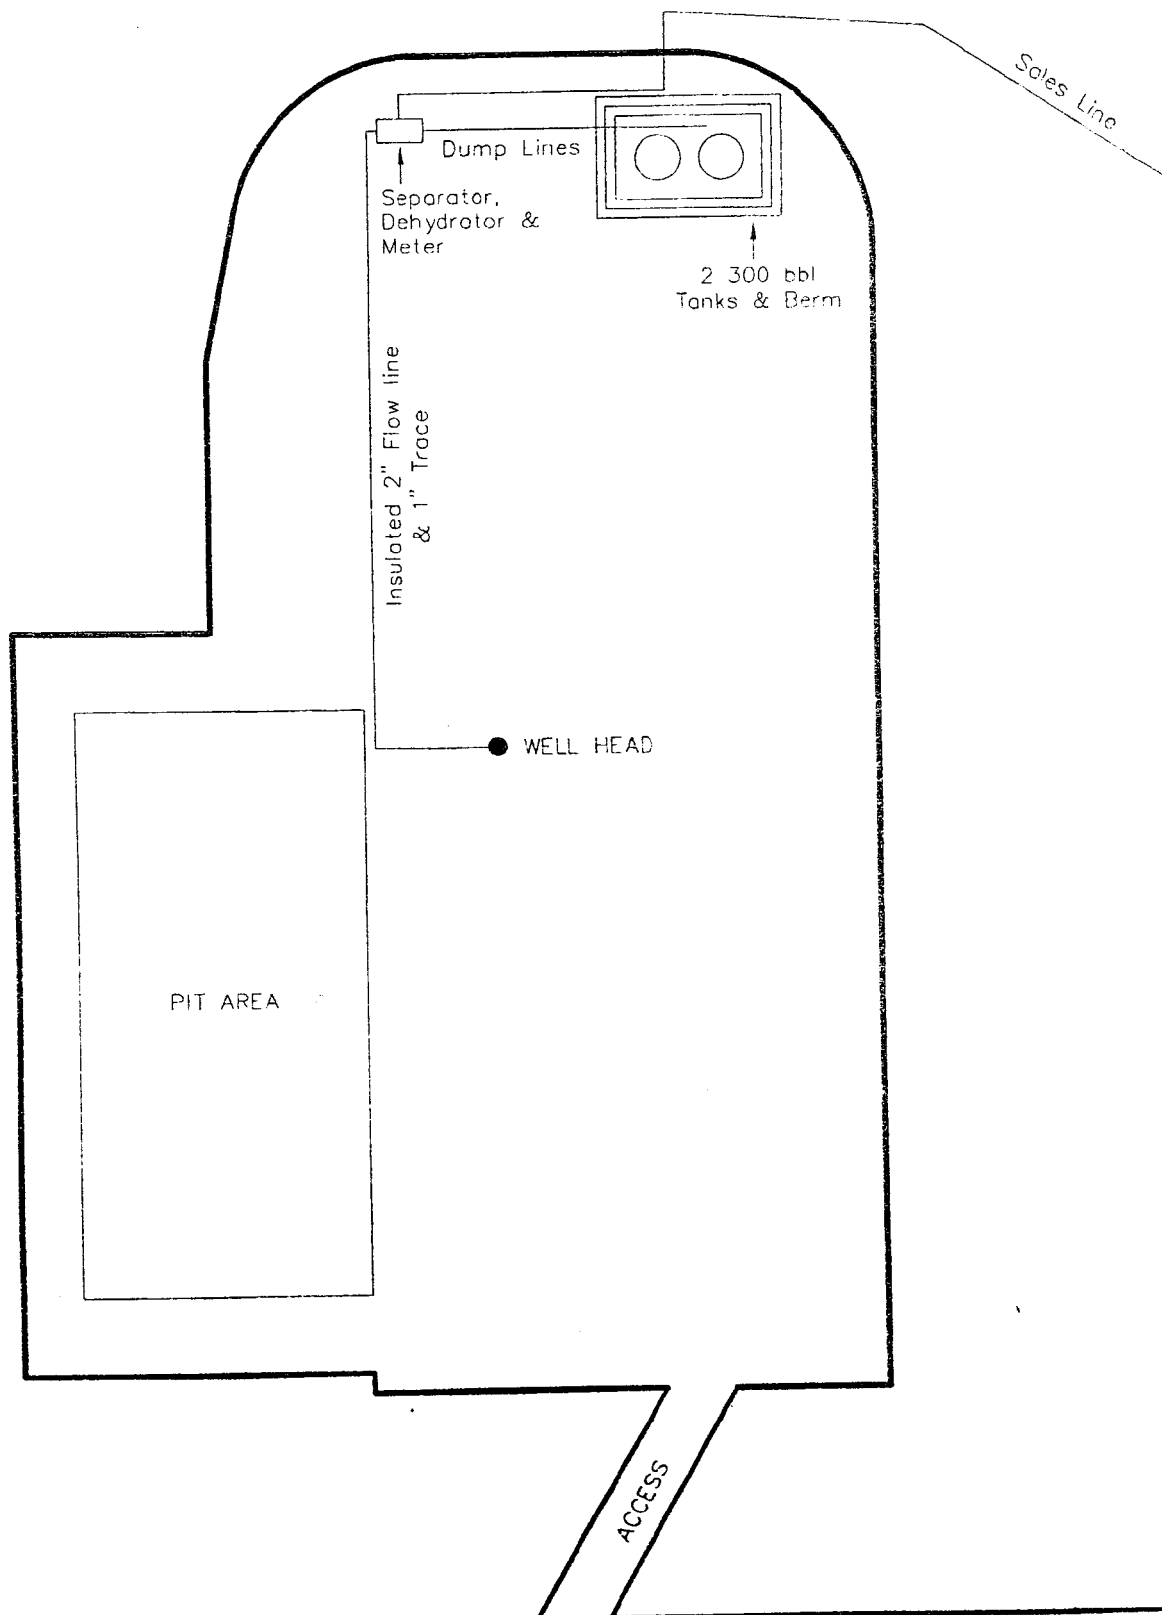 Sales Line
Dump Lines
Separator,
Dehydrator &
Meter
2 300 bbl
Tanks & Berm
Insulated 2" Flow line
& 1" Trace
WELL HEAD
PIT AREA
ACCESS